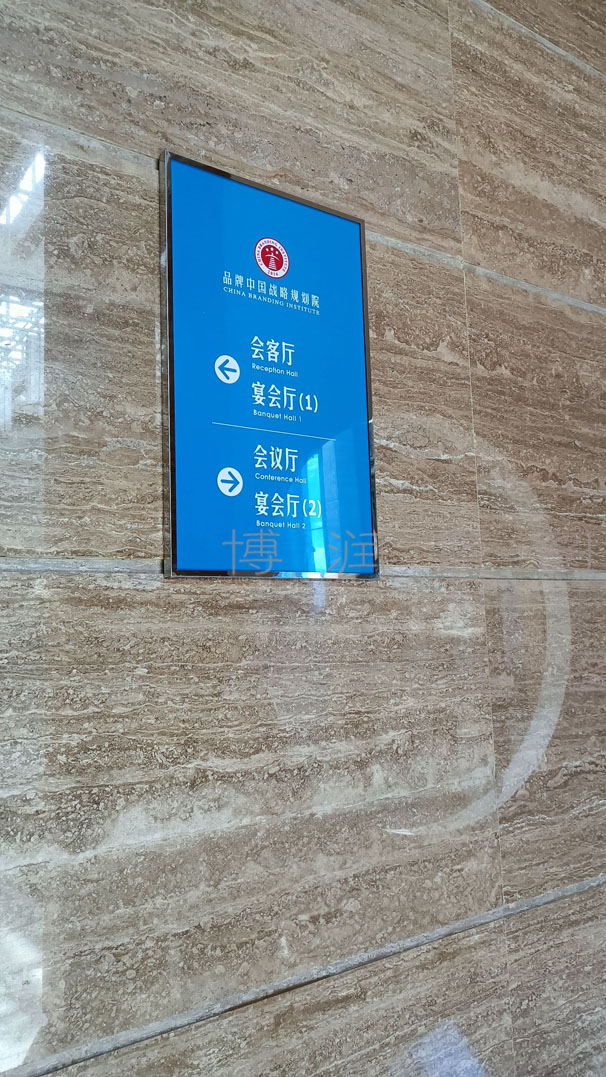 品牌中国战略规划院
CHINA BRANDING INSTITUTE
会客厅
Reception Hall
宴会厅(1)
Banquet Hall 1
会议厅
Conference Hall
宴会厅(2)
Banquet Hall 2
博润